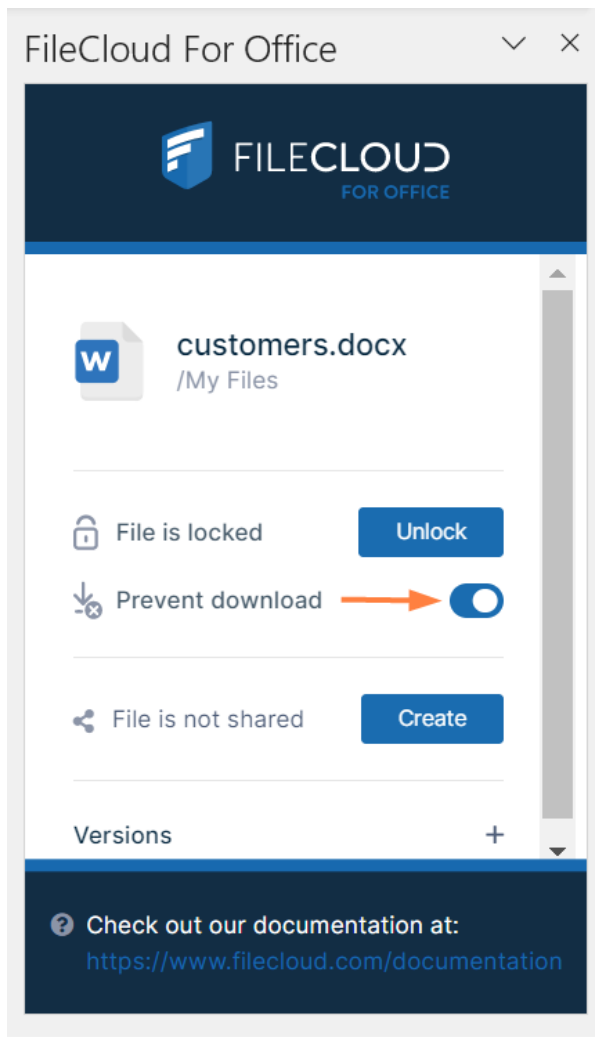 FileCloud For Office
FILECLOUD
FOR OFFICE
W
customers.docx
/My Files
File is locked
Unlock
Prevent download
File is not shared
Create
Versions
Check out our documentation at:
https://www.filecloud.com/documentation